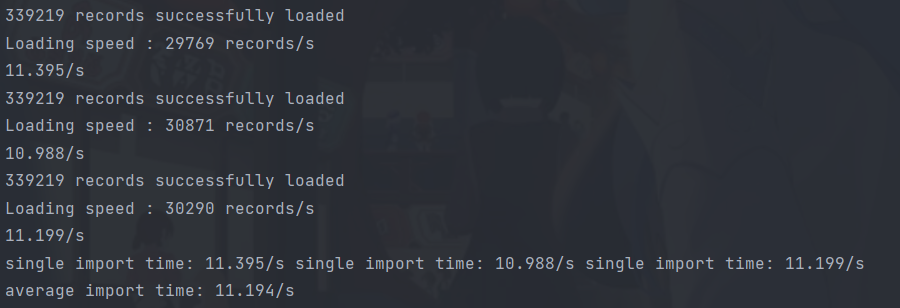 339219 records successfully loaded
Loading speed : 29769 records/s
11.395/s
339219 records successfully loaded
Loading speed : 30871 records/s
10.988/s
339219 records successfully loaded
Loading speed : 30290 records/s
11.199/s
single import time: 11.395/s single import time: 10.988/s single import time: 11.199/s
average import time: 11.194/s